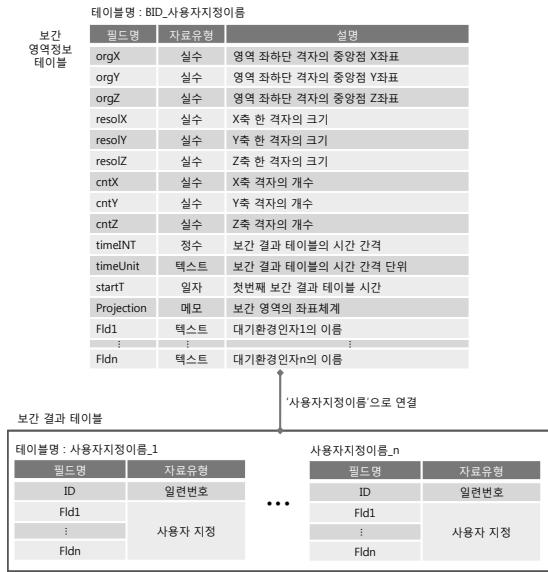 테이블명 : BID_사용자지정이름
보간
영역정보
테이블
필드명 자료유형 설명
orgX 실수 영역 좌하단 격자의 중앙점 X좌표
orgY 실수 영역 좌하단 격자의 중앙점 Y좌표
orgZ 실수 영역 좌하단 격자의 중앙점 Z좌표
resolX 실수 X축 한 격자의 크기
resolY 실수 Y축 한 격자의 크기
resolZ 실수 Z축 한 격자의 크기
cntX 실수 X축 격자의 개수
cntY 실수 Y축 격자의 개수
cntZ 실수 Z축 격자의 개수
timeINT 정수 보간 결과 테이블의 시간 간격
timeUnit 텍스트 보간 결과 테이블의 시간 간격 단위
startT 일자 첫번째 보간 결과 테이블 시간
Projection 메모 보간 영역의 좌표체계
Fld1 텍스트 대기환경인자1의 이름
⋮ ⋮ ⋮
Fldn 텍스트 대기환경인자n의 이름
'사용자지정이름'으로 연결
보간 결과 테이블
테이블명 : 사용자지정이름_1
필드명 자료유형
ID 일련번호
Fld1
⋮ 사용자 지정
Fldn
•••
사용자지정이름_n
필드명 자료유형
ID 일련번호
Fld1
⋮ 사용자 지정
Fldn